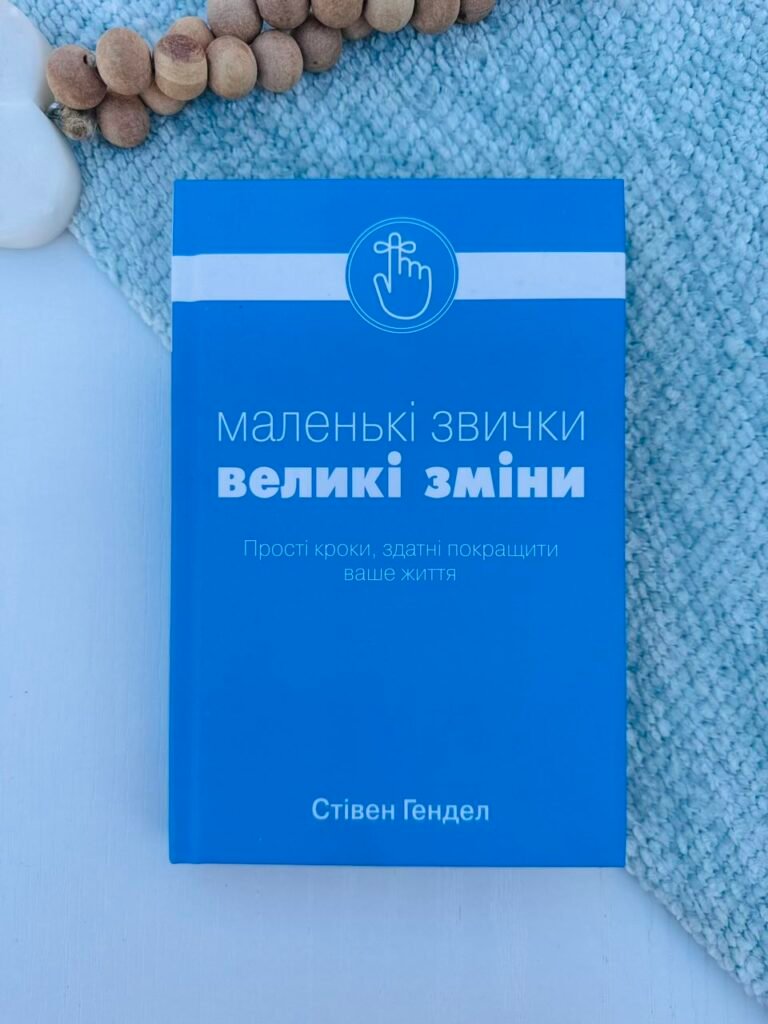 маленькі звички
великі зміни
Прості кроки, здатні покращити
ваше життя
Стівен Гендел